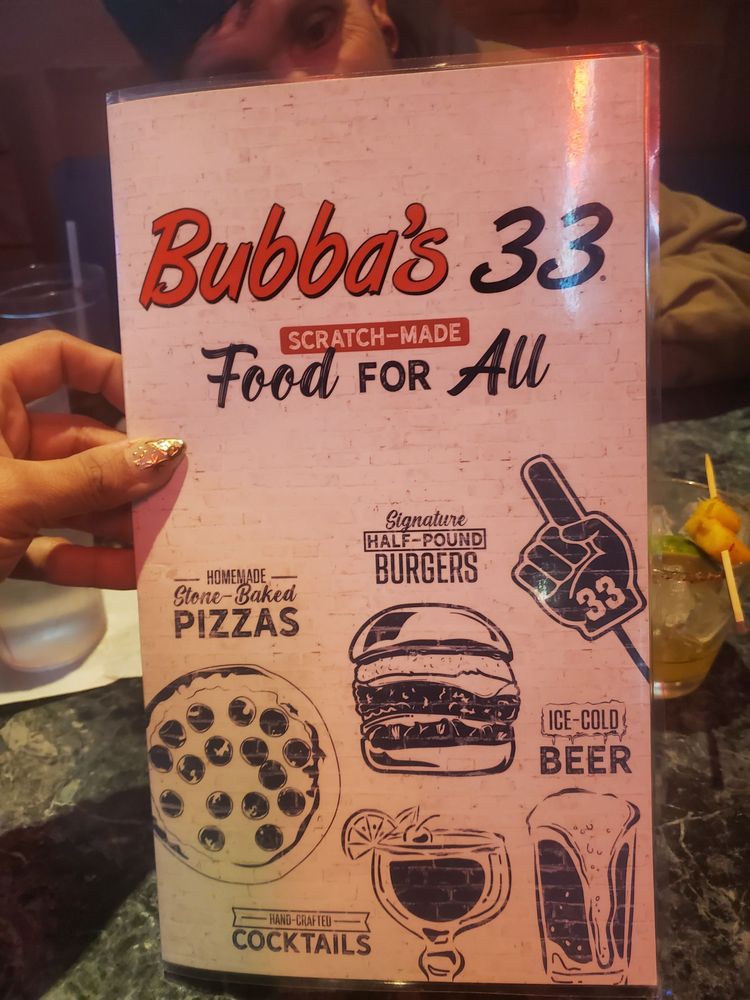 Bubba's 33®
SCRATCH-MADE
Food FOR All
Signature
HALF-POUND
BURGERS
33
HOMEMADE
Stone-Baked
PIZZAS
ICE-COLD
BEER
HAND-CRAFTED
COCKTAILS